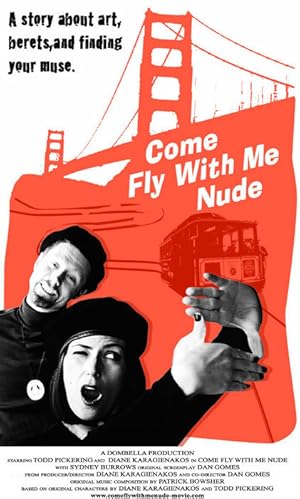 A story about art,
berets,and finding
your muse.
Come
Fly With Me
Nude
A DOMBELLA PRODUCTION
STARRING TODD PICKERING AND DIANE KARAGIENAKOS IN COME FLY WITH ME NUDE
WITH SYDNEY BURROWS ORIGINAL SCREENPLAY DAN GOMES
FROM PRODUCER/DIRECTOR DIANE KARAGIENAKOS AND CO-DIRECTOR DAN GOMES
ORIGINAL MUSIC COMPOSITION BY PATRICK BOWSHER
BASED ON ORIGINAL CHARACTERS BY DIANE KARAGIENAKOS AND TODD PICKERING
www.comeflywithmenude-movie.com